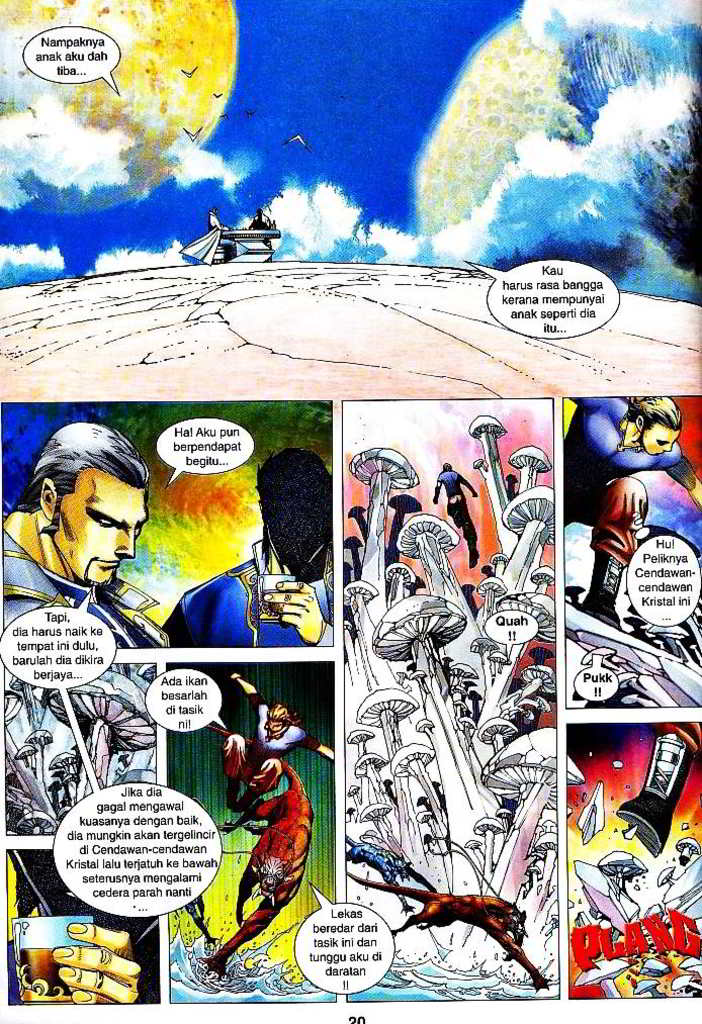 Nampaknya
anak aku dah
tiba...
Kau
harus rasa bangga
kerana mempunyai
anak seperti dia
itu...
Ha! Aku pun
berpendapat
begitu...
Tapi,
dia harus naik ke
tempat ini dulu,
barulah dia dikira
berjaya...
Jika dia
gagal mengawal
kuasanya dengan baik,
dia mungkin akan tergelincir
di Cendawan-cendawan
Kristal lalu terjatuh ke bawah
seterusnya mengalami
cedera parah nanti
...
Ada ikan
besarlah
di tasik
ni!
Lekas
beredar dari
tasik ini dan
tunggu aku di
daratan
!!
Quah
!!
Hu!
Peliknya
Cendawan-
cendawan
Kristal ini
...
Pukk
!!
PLANG
20